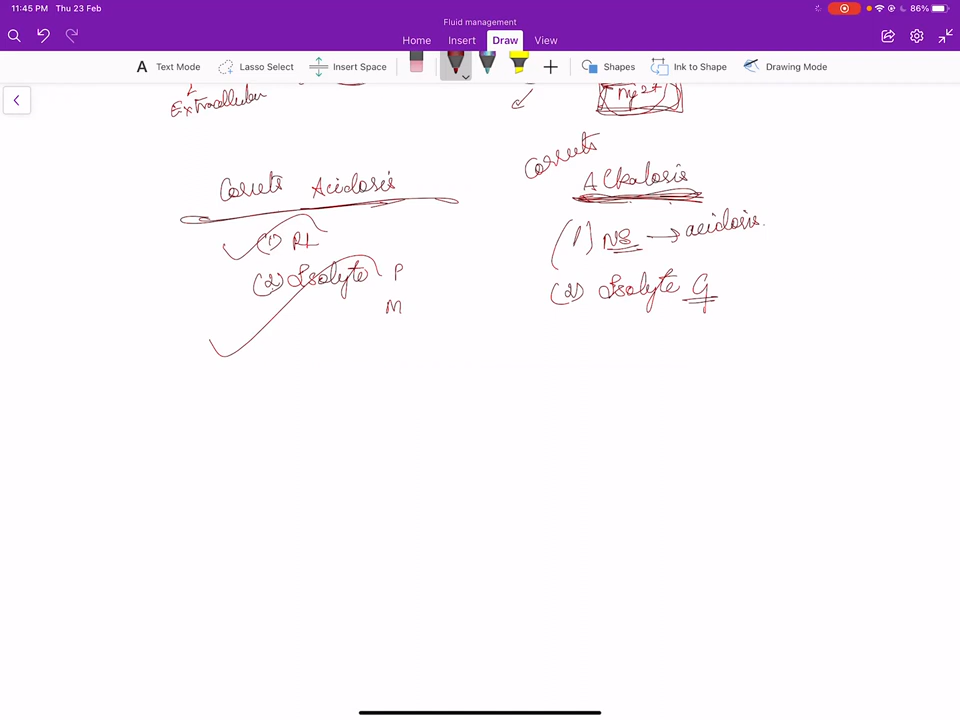 11:45 PM Thu 23 Feb
86%
Fluid management
Home Insert Draw View
Text Mode Lasso Select Insert Space Shapes Ink to Shape Drawing Mode
Extracellular
Mg2+
Corrects Acidosis
(1) RL
(2) Isolyte P
M
Corrects
Alkalosis
(1) NS → acidosis.
(2) Isolyte G